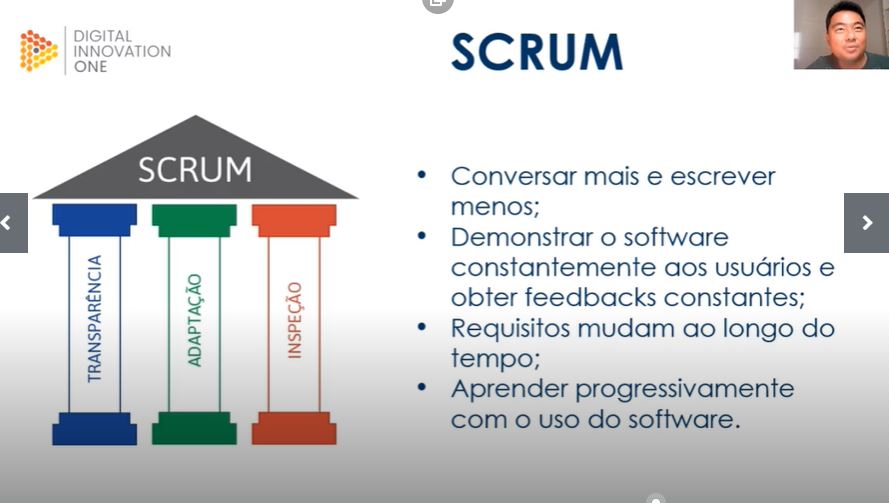 DIGITAL
INNOVATION
ONE
SCRUM
SCRUM
TRANSPARÊNCIA
ADAPTAÇÃO
INSPEÇÃO
• Conversar mais e escrever
menos;
• Demonstrar o software
constantemente aos usuários e
obter feedbacks constantes;
• Requisitos mudam ao longo do
tempo;
• Aprender progressivamente
com o uso do software.